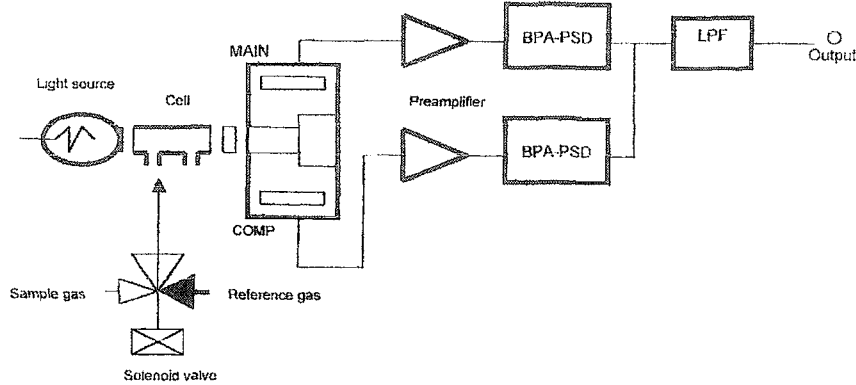 MAIN
BPA-PSD
LPF
Output
Light source
Cell
Preamplifier
BPA-PSD
COMP
Sample gas
Reference gas
Solenoid valve